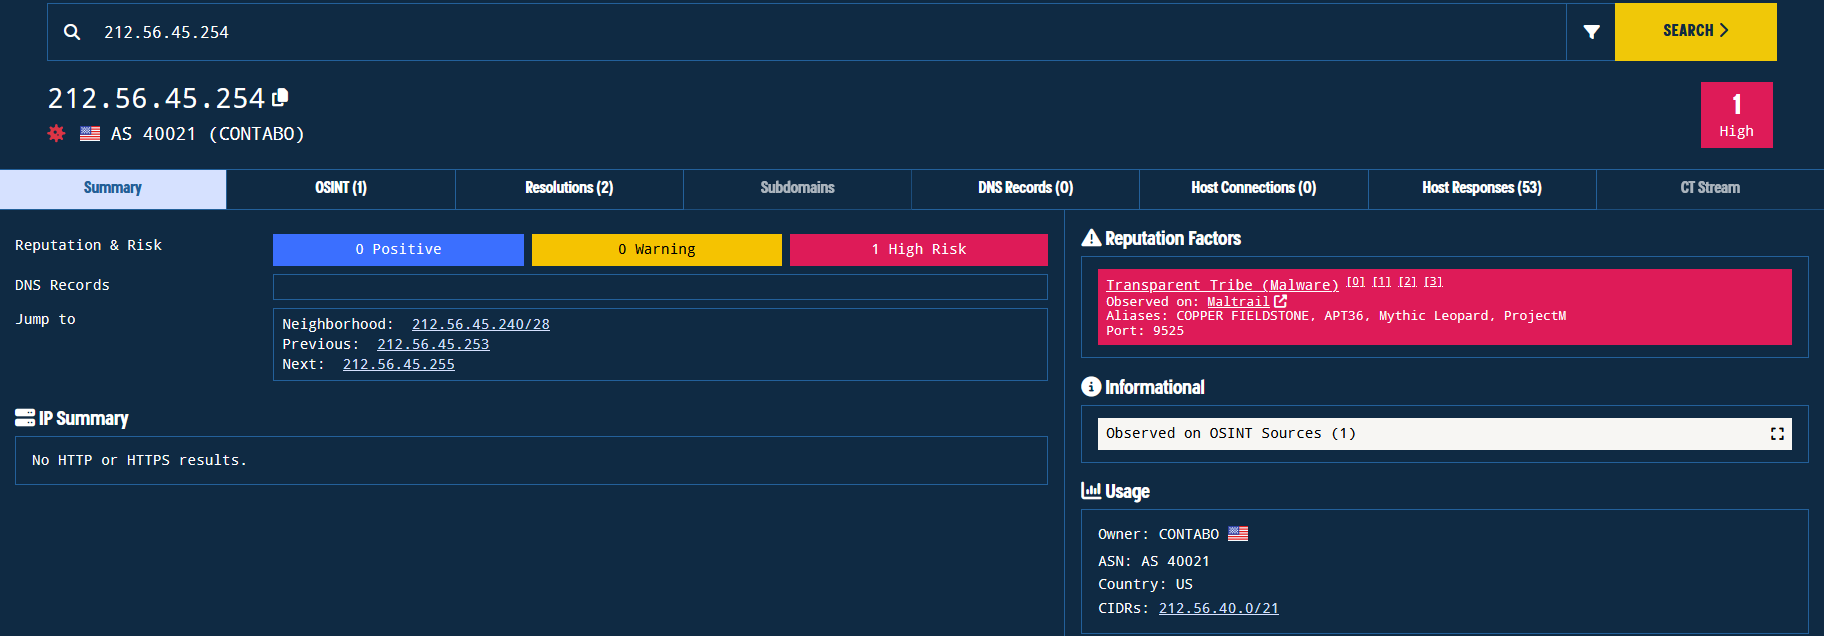 212.56.45.254
SEARCH
212.56.45.254
AS 40021 (CONTABO)
1
High
Summary
OSINT (1)
Resolutions (2)
Subdomains
DNS Records (0)
Host Connections (0)
Host Responses (53)
CT Stream
Reputation & Risk
0 Positive
0 Warning
1 High Risk
DNS Records
Jump to
Neighborhood: 212.56.45.240/28
Previous: 212.56.45.253
Next: 212.56.45.255
IP Summary
No HTTP or HTTPS results.
Reputation Factors
Transparent Tribe (Malware) [0] [1] [2] [3]
Observed on: Maltrail
Aliases: COPPER FIELDSTONE, APT36, Mythic Leopard, ProjectM
Port: 9525
Informational
Observed on OSINT Sources (1)
Usage
Owner: CONTABO
ASN: AS 40021
Country: US
CIDRs: 212.56.40.0/21